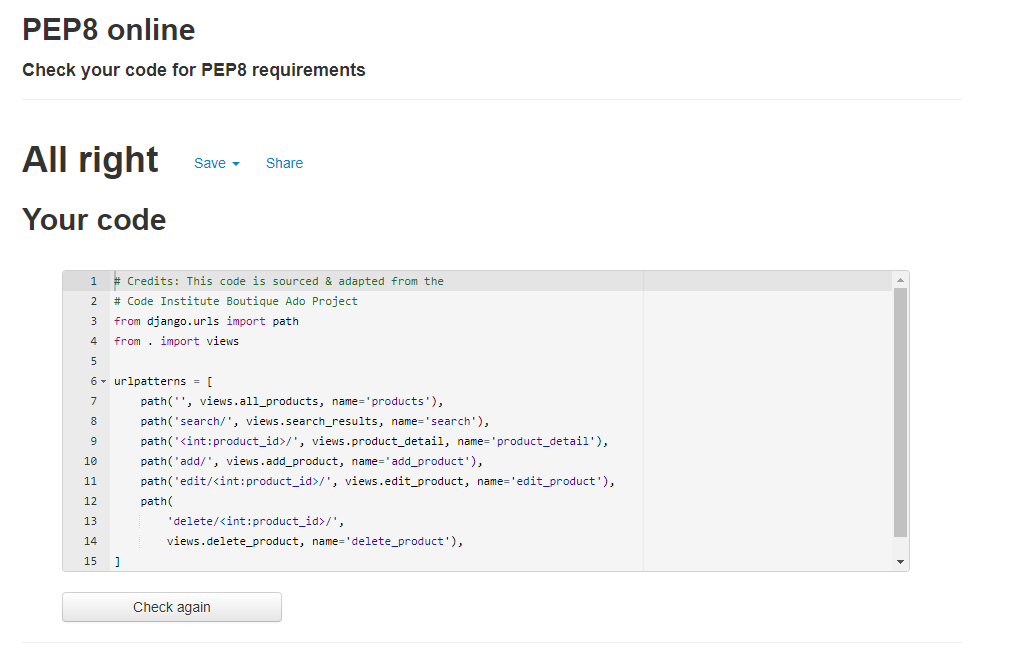 PEP8 online
Check your code for PEP8 requirements
All right Save Share
Your code
1 # Credits: This code is sourced & adapted from the
2 # Code Institute Boutique Ado Project
3 from django.urls import path
4 from . import views
5
6 urlpatterns = [
7     path('', views.all_products, name='products'),
8     path('search/', views.search_results, name='search'),
9     path('<int:product_id>/', views.product_detail, name='product_detail'),
10     path('add/', views.add_product, name='add_product'),
11     path('edit/<int:product_id>/', views.edit_product, name='edit_product'),
12     path(
13         'delete/<int:product_id>/',
14         views.delete_product, name='delete_product'),
15 ]
Check again